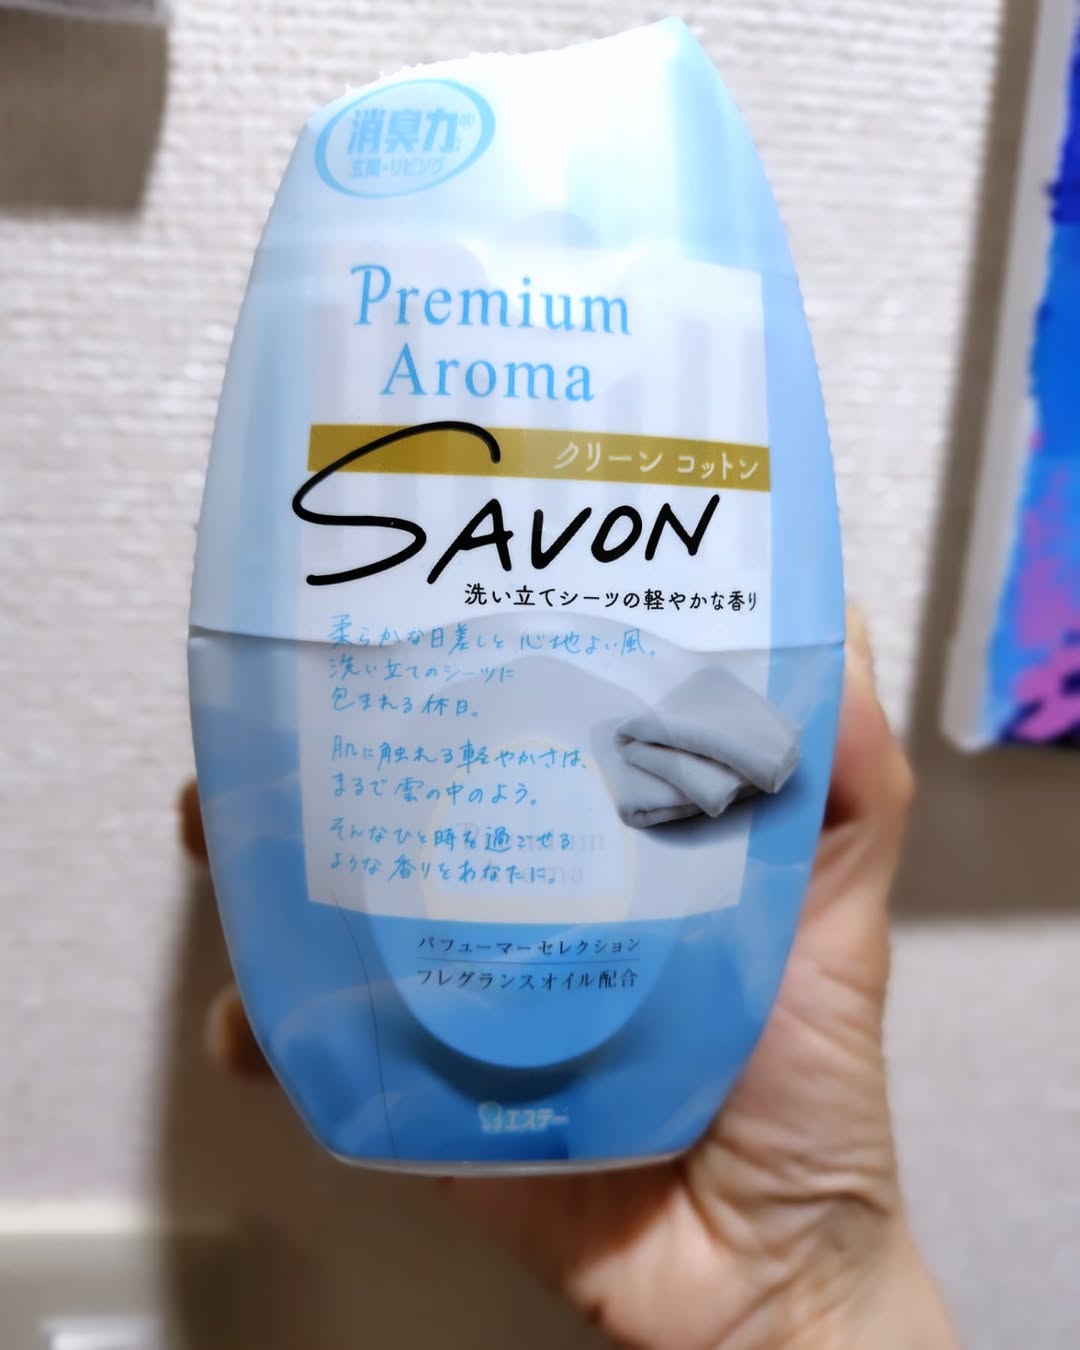 消臭力®
玄関・リビング
Premium
Aroma
クリーン コットン
SAVON
洗い立てシーツの軽やかな香り
柔らかな日差しと 心地よい風。
洗い立てのシーツに
包まれる休日。
肌に触れる軽やかさは、
まるで雲の中のよう。
そんなひと時を過ごせる
ような香りをあなたに。
パフューマーセレクション
フレグランスオイル配合
エステー